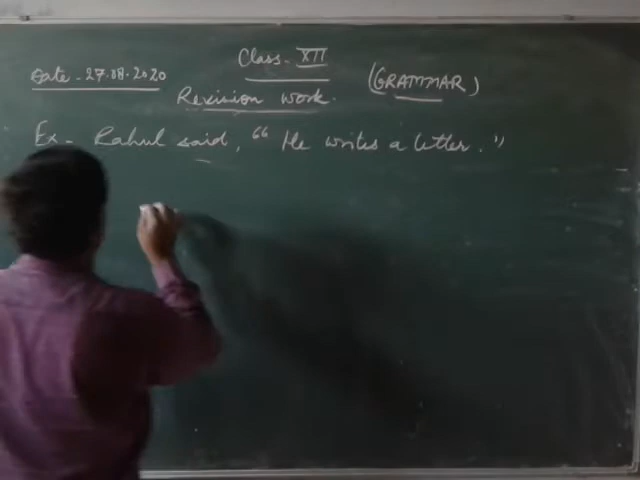 Class - XII
Date - 27.08.2020
(GRAMMAR)
Revision work.
Ex - Rahul said, "He writes a letter."